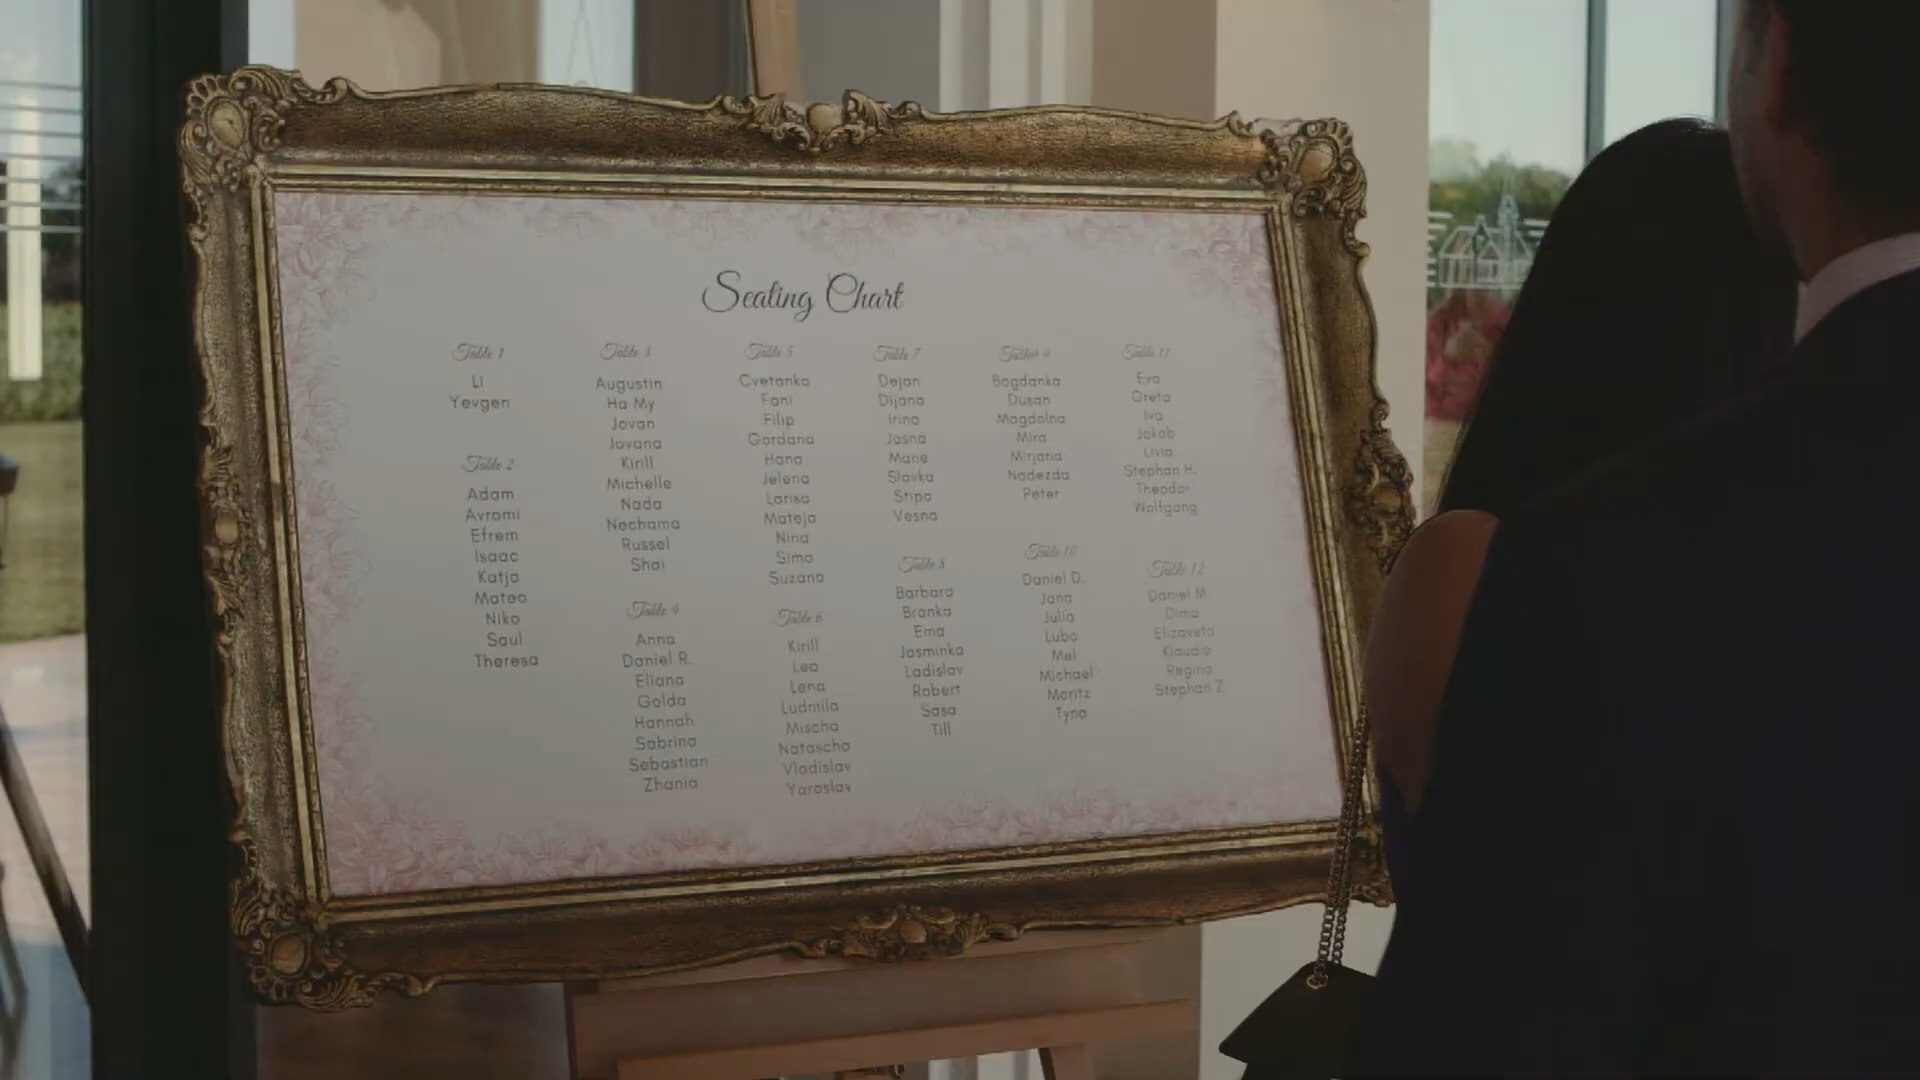 Seating Chart
Table 1
Li
Yevgen
Table 2
Adam
Avromi
Efrem
Isaac
Katja
Mateo
Niko
Saul
Theresa
Table 3
Augustin
Ha My
Jovan
Jovana
Kirill
Michelle
Nada
Nechama
Russel
Shai
Table 4
Anna
Daniel R.
Eliana
Golda
Hannah
Sabrina
Sebastian
Zhania
Table 5
Cvetanka
Fani
Filip
Gordana
Hana
Jelena
Larisa
Mateja
Nina
Simo
Suzana
Table 6
Kirill
Lea
Lena
Ludmila
Mischa
Natascha
Vladislav
Yaroslav
Table 7
Dejan
Dijana
Irina
Jasna
Mane
Slavka
Stipa
Vesna
Table 8
Barbara
Branka
Ema
Jasminka
Ladislav
Robert
Sasa
Till
Table 9
Bogdanka
Dusan
Magdolna
Mira
Mirjana
Nadezda
Peter
Table 10
Daniel D.
Jana
Julia
Lubo
Mel
Michael
Moritz
Tyna
Table 11
Eva
Greta
Iva
Jakob
Livia
Stephan H.
Theodor
Wolfgang
Table 12
Daniel M.
Dima
Elizaveta
Klaudia
Regina
Stephan Z.